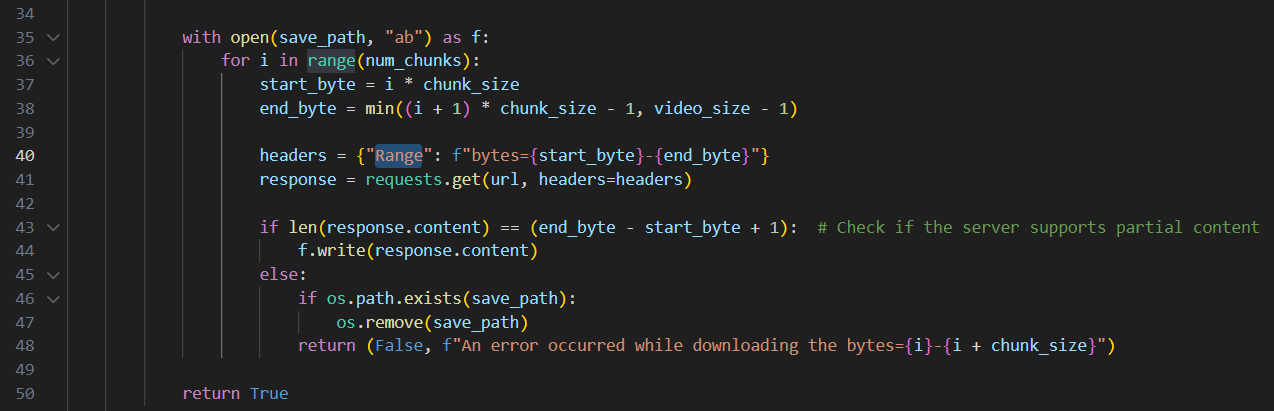 34
35 with open(save_path, "ab") as f:
36 for i in range(num_chunks):
37 start_byte = i * chunk_size
38 end_byte = min((i + 1) * chunk_size - 1, video_size - 1)
39
40 headers = {"Range": f"bytes={start_byte}-{end_byte}"}
41 response = requests.get(url, headers=headers)
42
43 if len(response.content) == (end_byte - start_byte + 1): # Check if the server supports partial content
44 f.write(response.content)
45 else:
46 if os.path.exists(save_path):
47 os.remove(save_path)
48 return (False, f"An error occurred while downloading the bytes={i}-{i + chunk_size}")
49
50 return True